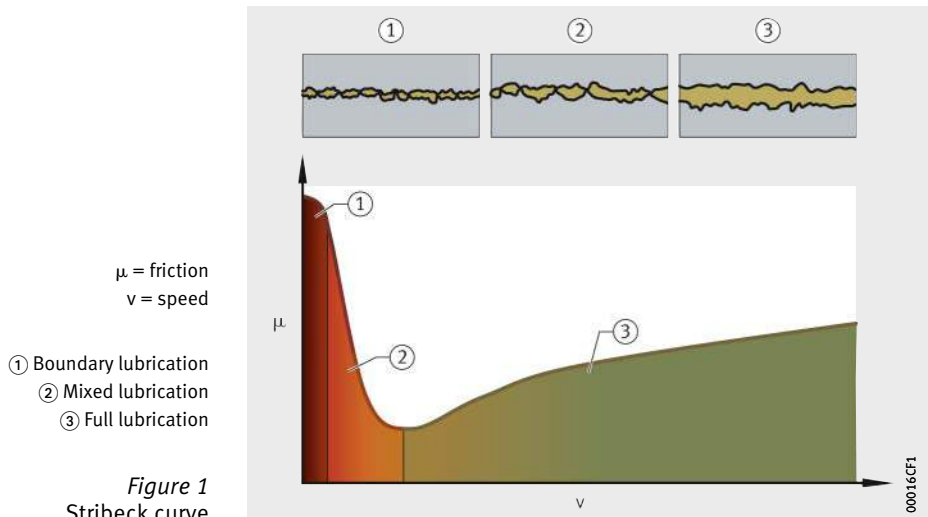 ① ② ③
μ = friction
v = speed
① Boundary lubrication
② Mixed lubrication
③ Full lubrication
Figure 1
Stribeck curve
μ
①
②
③
v
00016CF1